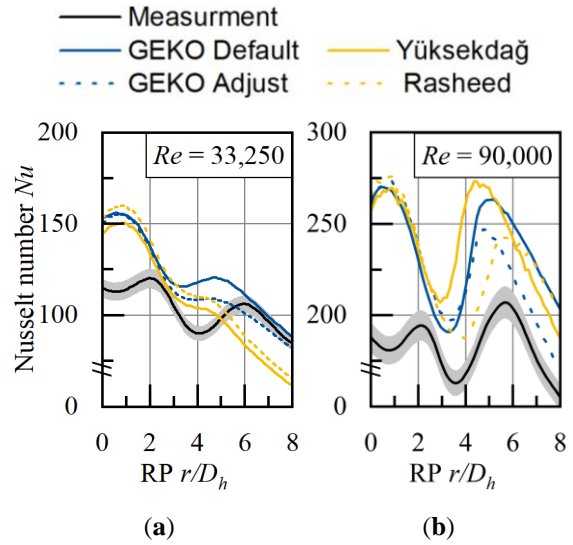 Measurment
GEKO Default
Yüksekdağ
GEKO Adjust
Rasheed
200
150
100
0
Nusselt number Nu
Re = 33,250
0 2 4 6 8
RP r/Dh
(a)
300
250
200
0
Re = 90,000
0 2 4 6 8
RP r/Dh
(b)